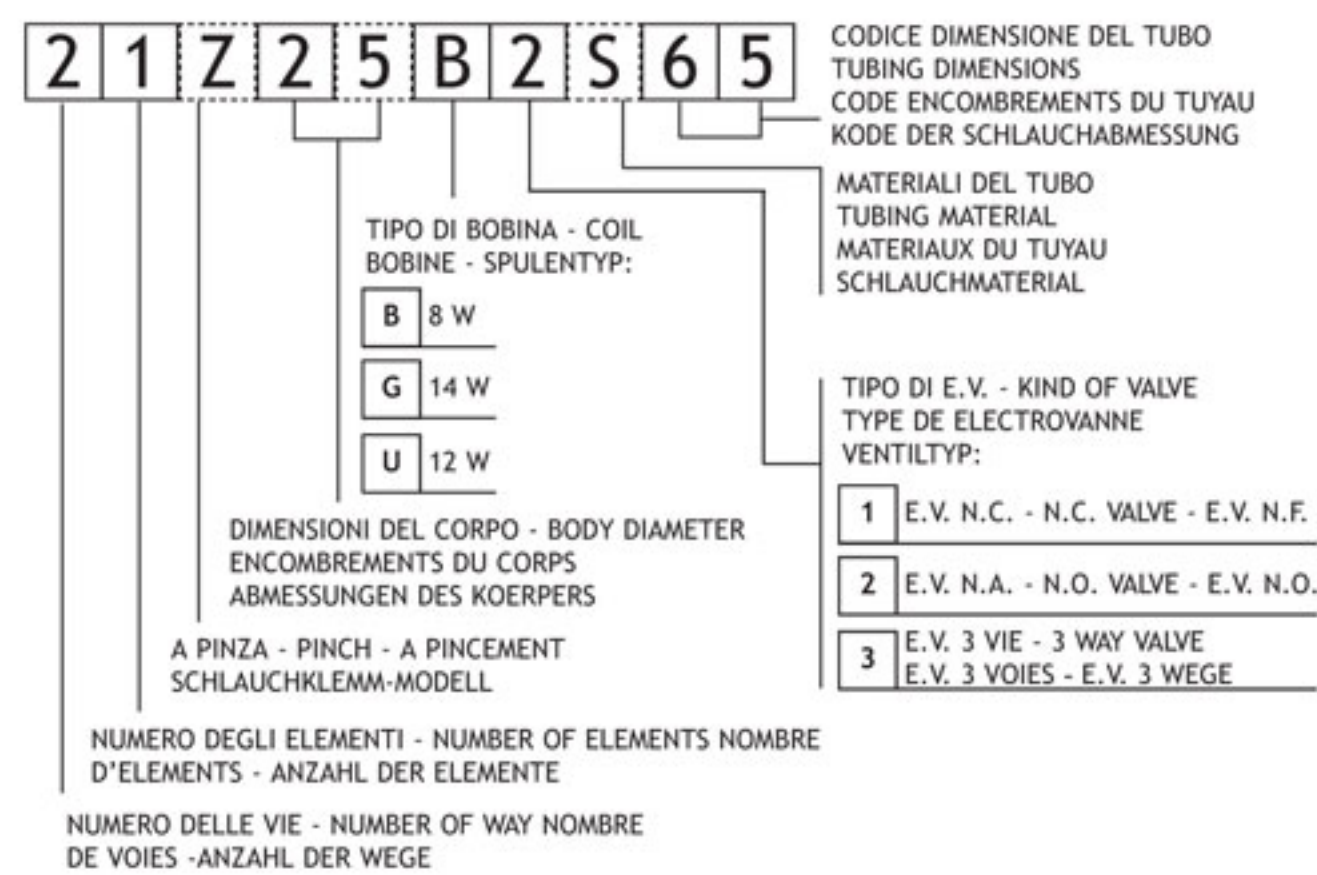 2 1 Z 2 5 B 2 S 6 5
CODICE DIMENSIONE DEL TUBO
TUBING DIMENSIONS
CODE ENCOMBREMENTS DU TUYAU
KODE DER SCHLAUCHABMESSUNG
MATERIALI DEL TUBO
TUBING MATERIAL
MATERIAUX DU TUYAU
SCHLAUCHMATERIAL
TIPO DI BOBINA - COIL
BOBINE - SPULENTYP:
B 8 W
G 14 W
U 12 W
TIPO DI E.V. - KIND OF VALVE
TYPE DE ELECTROVANNE
VENTILTYP:
1 E.V. N.C. - N.C. VALVE - E.V. N.F.
2 E.V. N.A. - N.O. VALVE - E.V. N.O.
3 E.V. 3 VIE - 3 WAY VALVE
E.V. 3 VOIES - E.V. 3 WEGE
DIMENSIONI DEL CORPO - BODY DIAMETER
ENCOMBREMENTS DU CORPS
ABMESSUNGEN DES KOERPERS
A PINZA - PINCH - A PINCEMENT
SCHLAUCHKLEMM-MODELL
NUMERO DEGLI ELEMENTI - NUMBER OF ELEMENTS NOMBRE
D'ELEMENTS - ANZAHL DER ELEMENTE
NUMERO DELLE VIE - NUMBER OF WAY NOMBRE
DE VOIES -ANZAHL DER WEGE